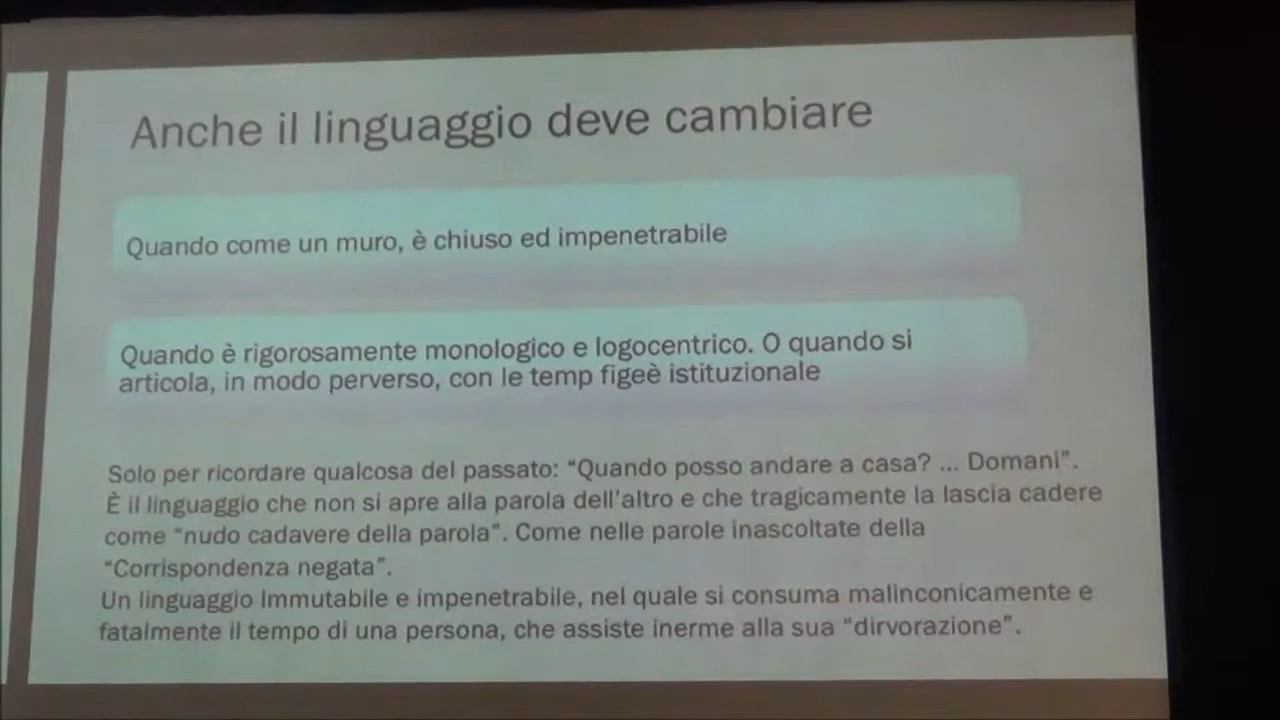 Anche il linguaggio deve cambiare
Quando come un muro, è chiuso ed impenetrabile
Quando è rigorosamente monologico e logocentrico. O quando si
articola, in modo perverso, con le temp figeè istituzionale
Solo per ricordare qualcosa del passato: “Quando posso andare a casa? ... Domani”.
È il linguaggio che non si apre alla parola dell’altro e che tragicamente la lascia cadere
come “nudo cadavere della parola”. Come nelle parole inascoltate della
“Corrispondenza negata”.
Un linguaggio Immutabile e impenetrabile, nel quale si consuma malinconicamente e
fatalmente il tempo di una persona, che assiste inerme alla sua “dirvorazione”.